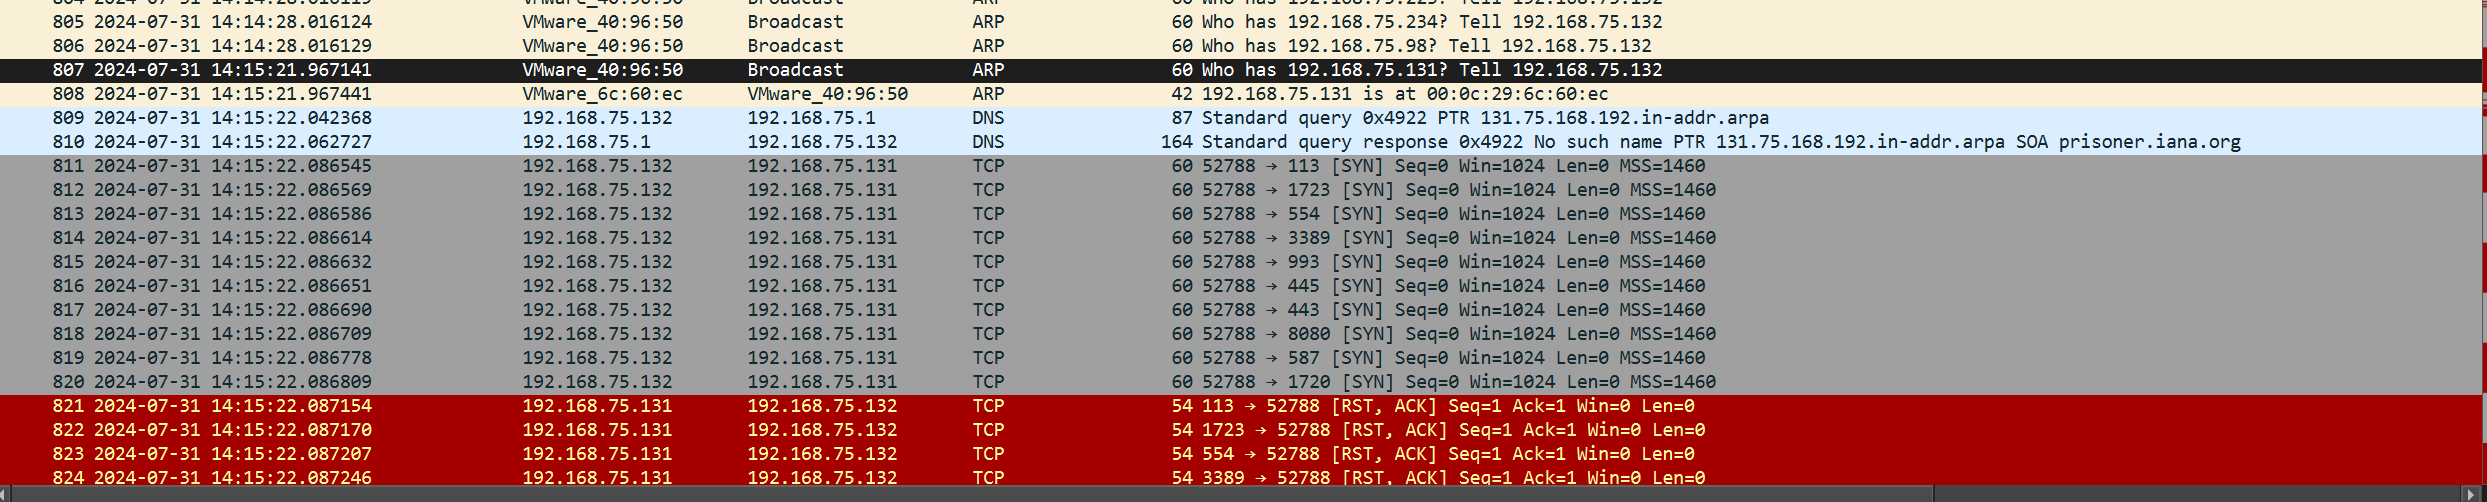 804 2024-07-31 14:14:28.016119 VMware_40:96:50 Broadcast ARP 60 Who has 192.168.75.223? Tell 192.168.75.132
805 2024-07-31 14:14:28.016124 VMware_40:96:50 Broadcast ARP 60 Who has 192.168.75.234? Tell 192.168.75.132
806 2024-07-31 14:14:28.016129 VMware_40:96:50 Broadcast ARP 60 Who has 192.168.75.98? Tell 192.168.75.132
807 2024-07-31 14:15:21.967141 VMware_40:96:50 Broadcast ARP 60 Who has 192.168.75.131? Tell 192.168.75.132
808 2024-07-31 14:15:21.967441 VMware_6c:60:ec VMware_40:96:50 ARP 42 192.168.75.131 is at 00:0c:29:6c:60:ec
809 2024-07-31 14:15:22.042368 192.168.75.132 192.168.75.1 DNS 87 Standard query 0x4922 PTR 131.75.168.192.in-addr.arpa
810 2024-07-31 14:15:22.062727 192.168.75.1 192.168.75.132 DNS 164 Standard query response 0x4922 No such name PTR 131.75.168.192.in-addr.arpa SOA prisoner.iana.org
811 2024-07-31 14:15:22.086545 192.168.75.132 192.168.75.131 TCP 60 52788 → 113 [SYN] Seq=0 Win=1024 Len=0 MSS=1460
812 2024-07-31 14:15:22.086569 192.168.75.132 192.168.75.131 TCP 60 52788 → 1723 [SYN] Seq=0 Win=1024 Len=0 MSS=1460
813 2024-07-31 14:15:22.086586 192.168.75.132 192.168.75.131 TCP 60 52788 → 554 [SYN] Seq=0 Win=1024 Len=0 MSS=1460
814 2024-07-31 14:15:22.086614 192.168.75.132 192.168.75.131 TCP 60 52788 → 3389 [SYN] Seq=0 Win=1024 Len=0 MSS=1460
815 2024-07-31 14:15:22.086632 192.168.75.132 192.168.75.131 TCP 60 52788 → 993 [SYN] Seq=0 Win=1024 Len=0 MSS=1460
816 2024-07-31 14:15:22.086651 192.168.75.132 192.168.75.131 TCP 60 52788 → 445 [SYN] Seq=0 Win=1024 Len=0 MSS=1460
817 2024-07-31 14:15:22.086690 192.168.75.132 192.168.75.131 TCP 60 52788 → 443 [SYN] Seq=0 Win=1024 Len=0 MSS=1460
818 2024-07-31 14:15:22.086709 192.168.75.132 192.168.75.131 TCP 60 52788 → 8080 [SYN] Seq=0 Win=1024 Len=0 MSS=1460
819 2024-07-31 14:15:22.086778 192.168.75.132 192.168.75.131 TCP 60 52788 → 587 [SYN] Seq=0 Win=1024 Len=0 MSS=1460
820 2024-07-31 14:15:22.086809 192.168.75.132 192.168.75.131 TCP 60 52788 → 1720 [SYN] Seq=0 Win=1024 Len=0 MSS=1460
821 2024-07-31 14:15:22.087154 192.168.75.131 192.168.75.132 TCP 54 113 → 52788 [RST, ACK] Seq=1 Ack=1 Win=0 Len=0
822 2024-07-31 14:15:22.087170 192.168.75.131 192.168.75.132 TCP 54 1723 → 52788 [RST, ACK] Seq=1 Ack=1 Win=0 Len=0
823 2024-07-31 14:15:22.087207 192.168.75.131 192.168.75.132 TCP 54 554 → 52788 [RST, ACK] Seq=1 Ack=1 Win=0 Len=0
824 2024-07-31 14:15:22.087246 192.168.75.131 192.168.75.132 TCP 54 3389 → 52788 [RST, ACK] Seq=1 Ack=1 Win=0 Len=0